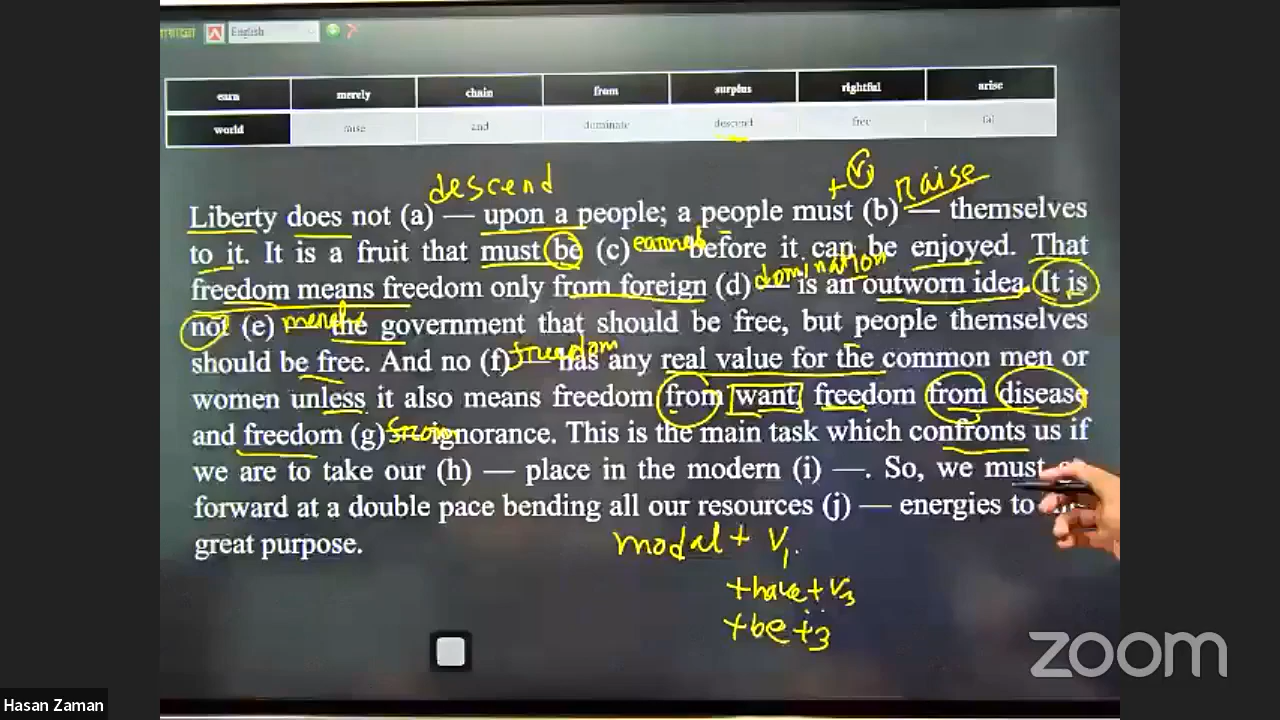 English
earn merely chain from surplus rightful arise
world raise and dominate descend free fal
descend + V raise
Liberty does not (a) — upon a people; a people must (b) — themselves
to it. It is a fruit that must be (c) earned before it can be enjoyed. That
freedom means freedom only from foreign (d) domination — is an outworn idea. It is
not (e) merely the government that should be free, but people themselves
should be free. And no (f) freedom — has any real value for the common men or
women unless it also means freedom from want, freedom from disease
and freedom (g) from ignorance. This is the main task which confronts us if
we are to take our (h) — place in the modern (i) —. So, we must
forward at a double pace bending all our resources (j) — energies to
great purpose.
modal + V1.
+have+V3
+be+3
zoom
Hasan Zaman